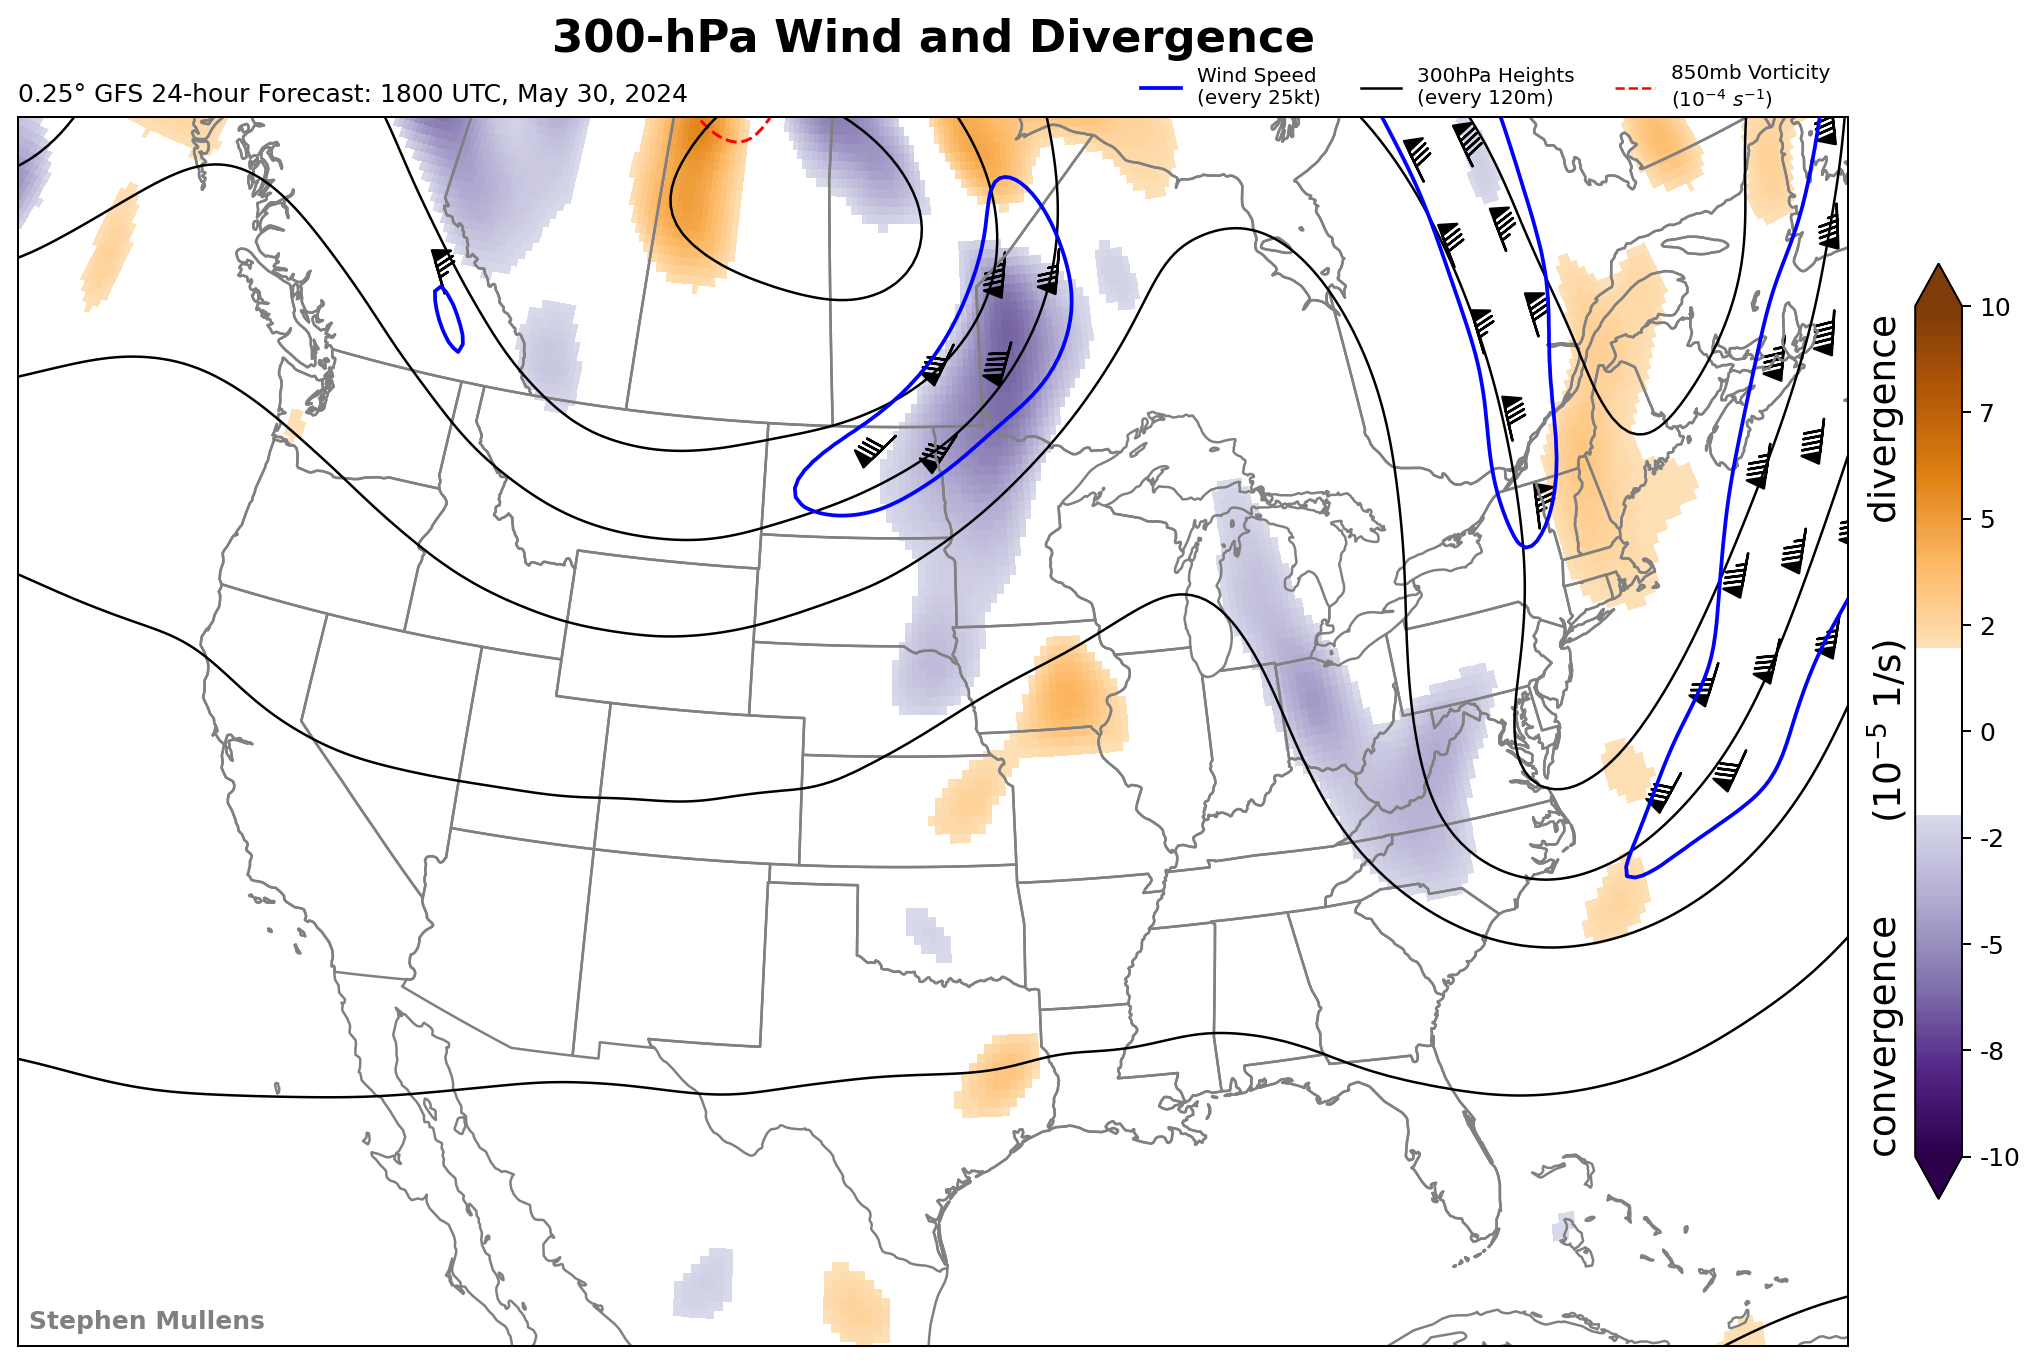 300-hPa Wind and Divergence
0.25° GFS 24-hour Forecast: 1800 UTC, May 30, 2024
Wind Speed
(every 25kt)
300hPa Heights
(every 120m)
850mb Vorticity
(10⁻⁴ s⁻¹)
10
7
5
2
0
-2
-5
-8
-10
convergence (10⁻⁵ 1/s) divergence
Stephen Mullens